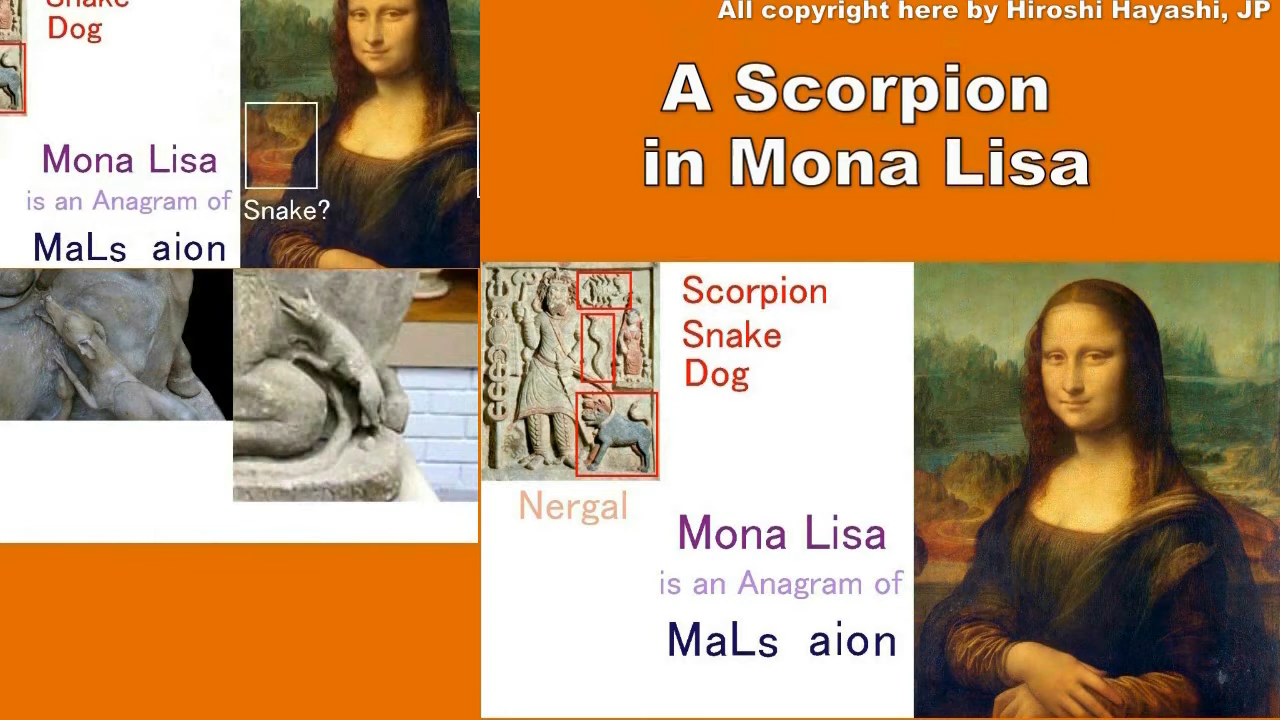 All copyright here by Hiroshi Hayashi, JP
A Scorpion
in Mona Lisa
Snake
Dog
Mona Lisa
is an Anagram of
MaLs aion
Snake?
Scorpion
Snake
Dog
Nergal
Mona Lisa
is an Anagram of
MaLs aion